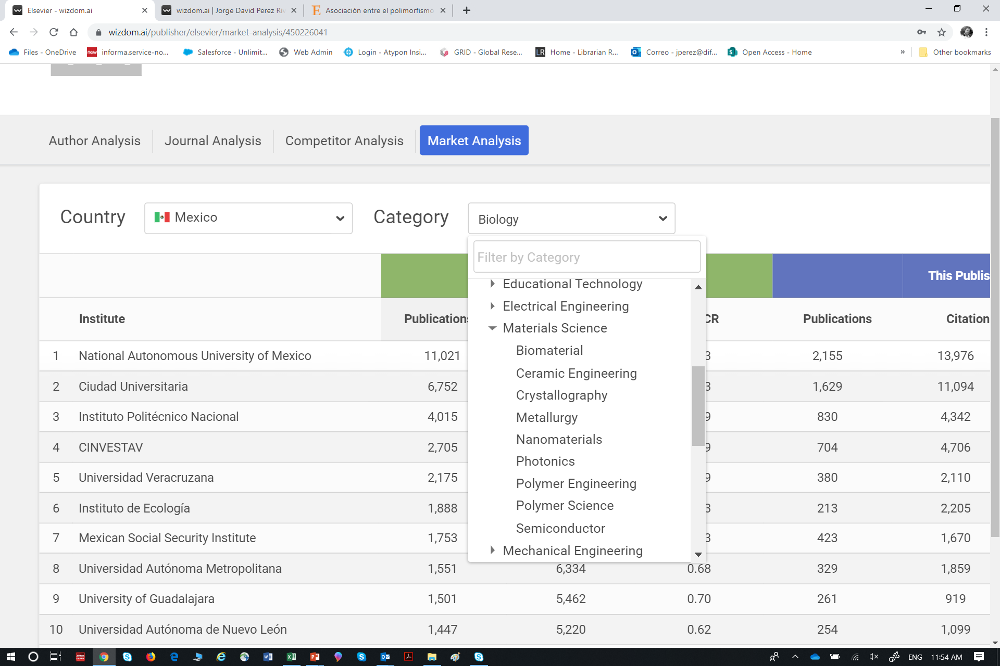 Elsevier - wizdom.ai
wizdom.ai | Jorge David Perez Riv
Asociación entre el polimorfismo
wizdom.ai/publisher/elsevier/market-analysis/450226041
Files - OneDrive
informa.service-no...
Salesforce - Unlimit...
Web Admin
Login - Atypon Insi...
GRID - Global Rese...
Home - Librarian R...
Correo - jperez@dif...
Open Access - Home
» Other bookmarks
Author Analysis
Journal Analysis
Competitor Analysis
Market Analysis
Country
Mexico
Category
Biology
Filter by Category
Educational Technology
Electrical Engineering
Materials Science
Biomaterial
Ceramic Engineering
Crystallography
Metallurgy
Nanomaterials
Photonics
Polymer Engineering
Polymer Science
Semiconductor
Mechanical Engineering
This Publis
Institute Publications CR Publications Citation
1 National Autonomous University of Mexico 11,021 3 2,155 13,976
2 Ciudad Universitaria 6,752 3 1,629 11,094
3 Instituto Politécnico Nacional 4,015 9 830 4,342
4 CINVESTAV 2,705 9 704 4,706
5 Universidad Veracruzana 2,175 9 380 2,110
6 Instituto de Ecología 1,888 3 213 2,205
7 Mexican Social Security Institute 1,753 3 423 1,670
8 Universidad Autónoma Metropolitana 1,551 6,334 0.68 329 1,859
9 University of Guadalajara 1,501 5,462 0.70 261 919
10 Universidad Autónoma de Nuevo León 1,447 5,220 0.62 254 1,099
ENG 11:54 AM